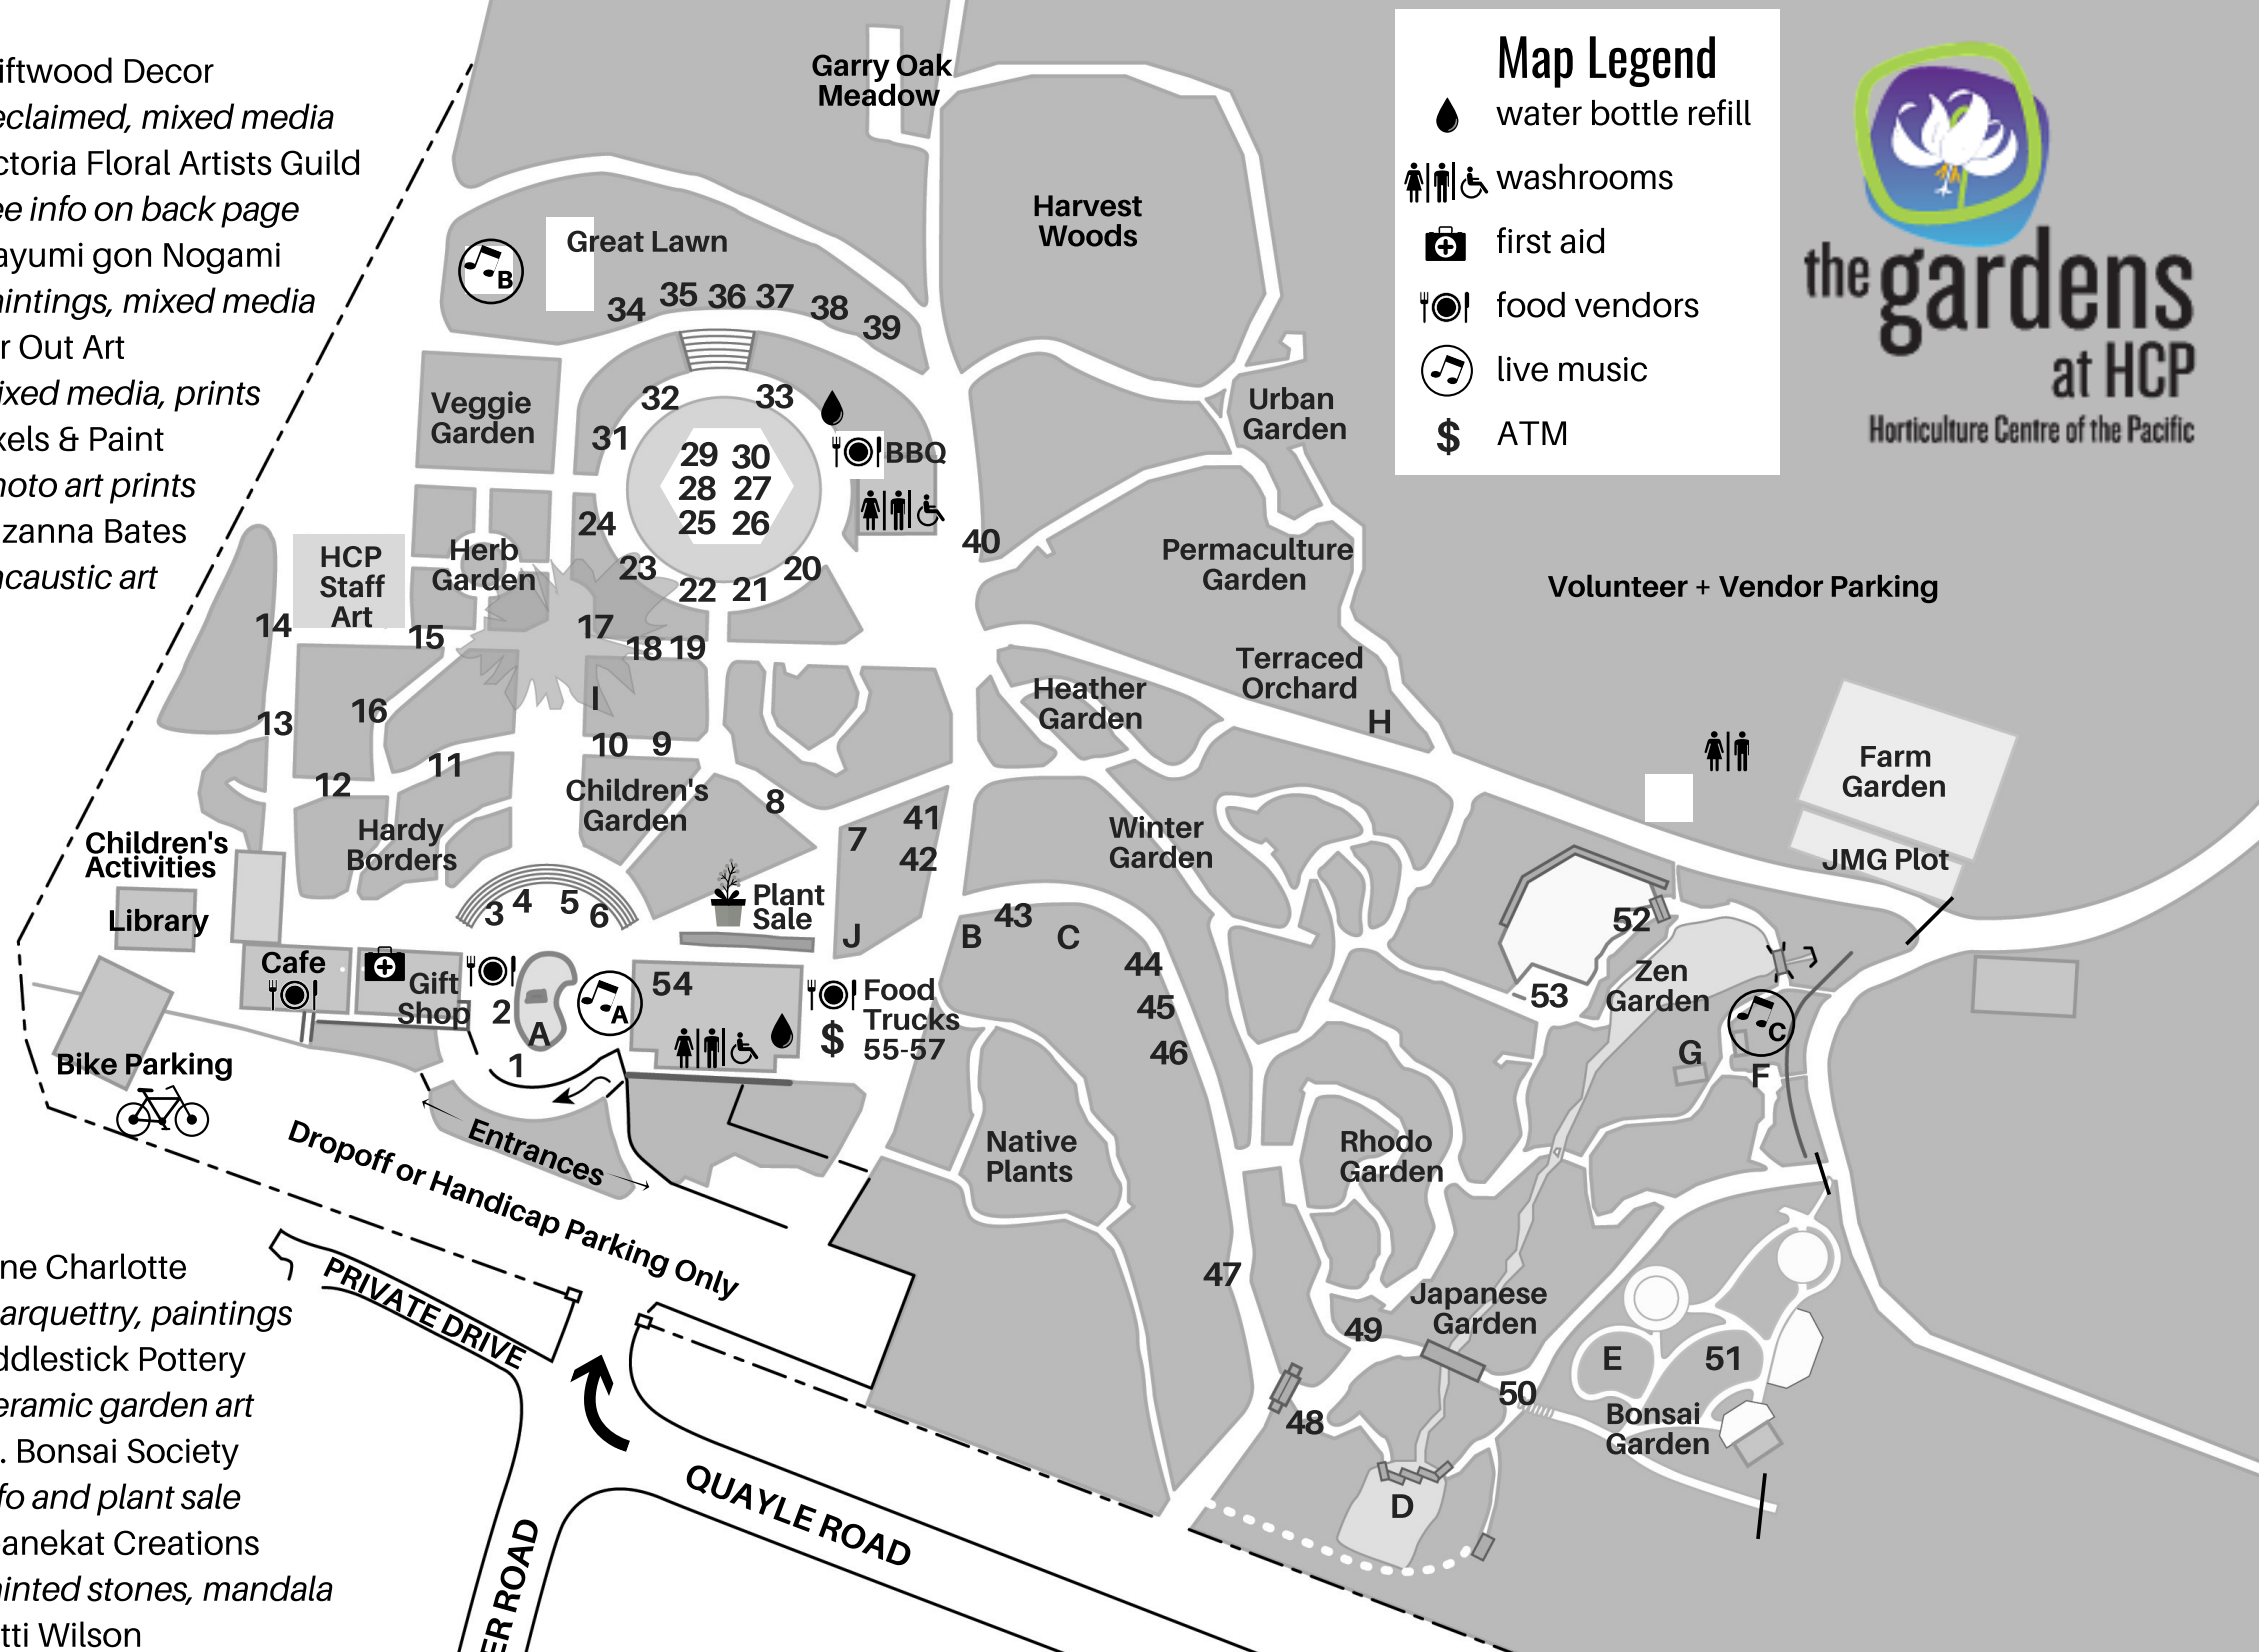 iftwood Decor
eclaimed, mixed media
ctoria Floral Artists Guild
ee info on back page
ayumi gon Nogami
aintings, mixed media
r Out Art
ixed media, prints
xels & Paint
hoto art prints
zanna Bates
ncaustic art
ne Charlotte
arquettry, paintings
ddlestick Pottery
eramic garden art
. Bonsai Society
fo and plant sale
anekat Creations
ainted stones, mandala
tti Wilson
Map Legend
water bottle refill
washrooms
first aid
food vendors
live music
$ ATM
the gardens
at HCP
Horticulture Centre of the Pacific
Garry Oak
Meadow
Harvest
Woods
B
Great Lawn
34 35 36 37 38 39
Veggie
Garden
32 33
31
29 30
28 27
25 26
BBQ
Urban
Garden
24
23 22 21 20
40
HCP
Staff
Art
Herb
Garden
Permaculture
Garden
Volunteer + Vendor Parking
14
15
17
18 19
I
Heather
Garden
Terraced
Orchard
H
13
16
10 9
11
12
Children's
Garden
8
7
41
42
Winter
Garden
Farm
Garden
JMG Plot
Hardy
Borders
Children's
Activities
Library
3 4 5 6
Plant
Sale
J
B
43
C
44
45
46
52
53
Zen
Garden
C
G
F
Cafe
Gift
Shop
2
A
1
A
54
Food
Trucks
$ 55-57
Bike Parking
Entrances
Dropoff or Handicap Parking Only
Native
Plants
Rhodo
Garden
47
Japanese
Garden
49
48
50
E
51
Bonsai
Garden
D
PRIVATE DRIVE
QUAYLE ROAD
ER ROAD